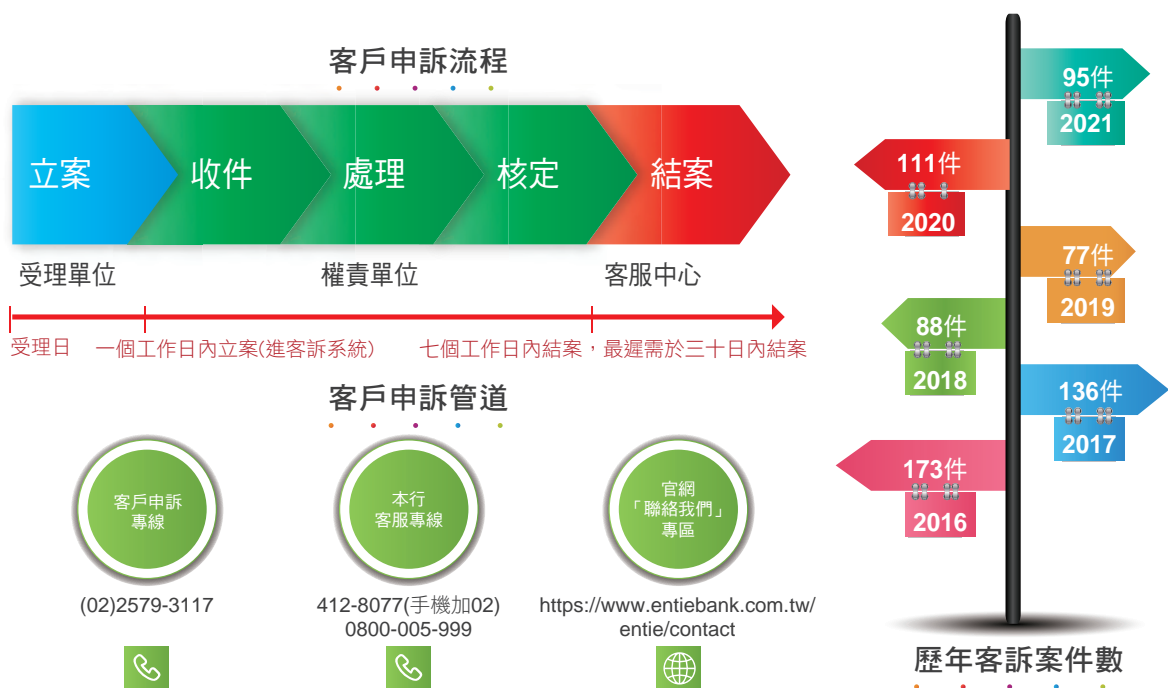 客戶申訴流程
立案
收件
處理
核定
結案
受理單位
權責單位
客服中心
受理日
一個工作日內立案(進客訴系統)
七個工作日內結案，最遲需於三十日內結案
客戶申訴管道
客戶申訴
專線
(02)2579-3117
本行
客服專線
412-8077(手機加02)
0800-005-999
官網
「聯絡我們」
專區
https://www.entiebank.com.tw/
entie/contact
95件
2021
111件
2020
77件
2019
88件
2018
136件
2017
173件
2016
歷年客訴案件數